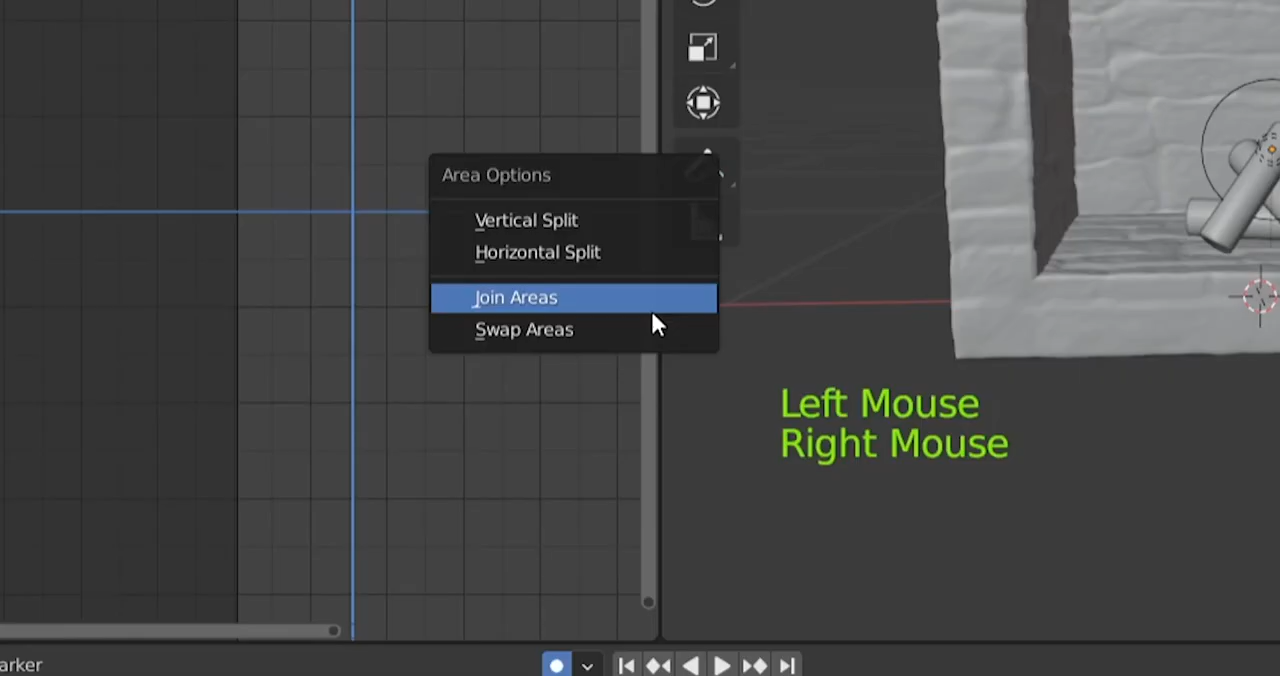 Area Options
Vertical Split
Horizontal Split
Join Areas
Swap Areas
Left Mouse
Right Mouse
arker